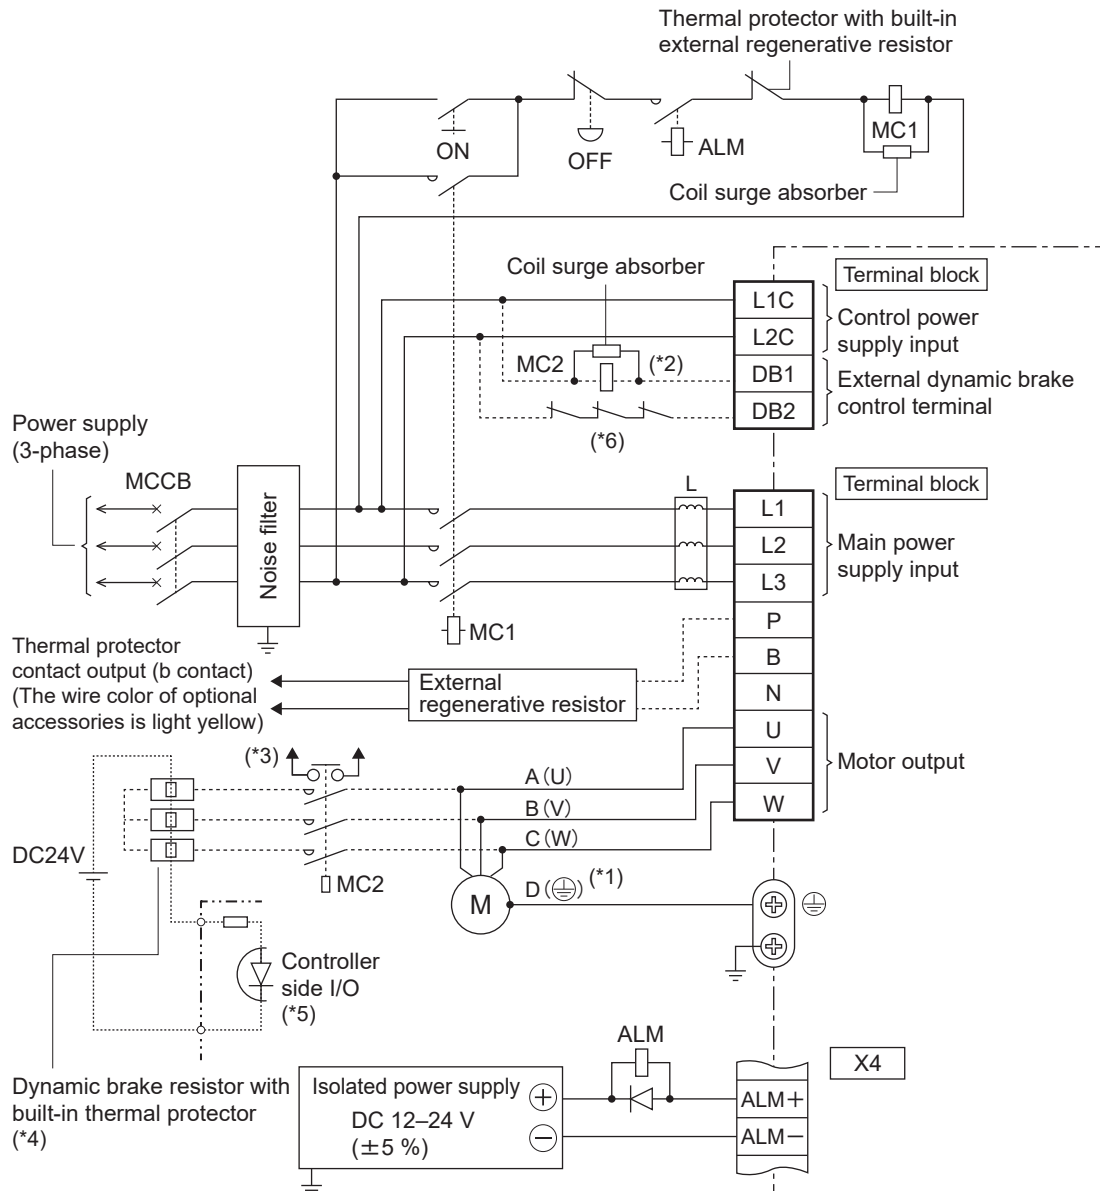 Thermal protector with built-in
external regenerative resistor
ON
OFF
ALM
MC1
Coil surge absorber
Coil surge absorber
Terminal block
L1C
L2C
DB1
DB2
Control power
supply input
External dynamic brake
control terminal
MC2
(*2)
(*6)
Power supply
(3-phase)
MCCB
Noise filter
L
Terminal block
L1
L2
L3
P
B
N
U
V
W
Main power
supply input
Motor output
MC1
Thermal protector
contact output (b contact)
(The wire color of optional
accessories is light yellow)
External
regenerative resistor
(*3)
A (U)
B (V)
C (W)
D (⏚) (*1)
DC24V
MC2
M
Controller
side I/O
(*5)
Dynamic brake resistor with
built-in thermal protector
(*4)
Isolated power supply
DC 12–24 V
(±5 %)
+
−
ALM
X4
ALM+
ALM−